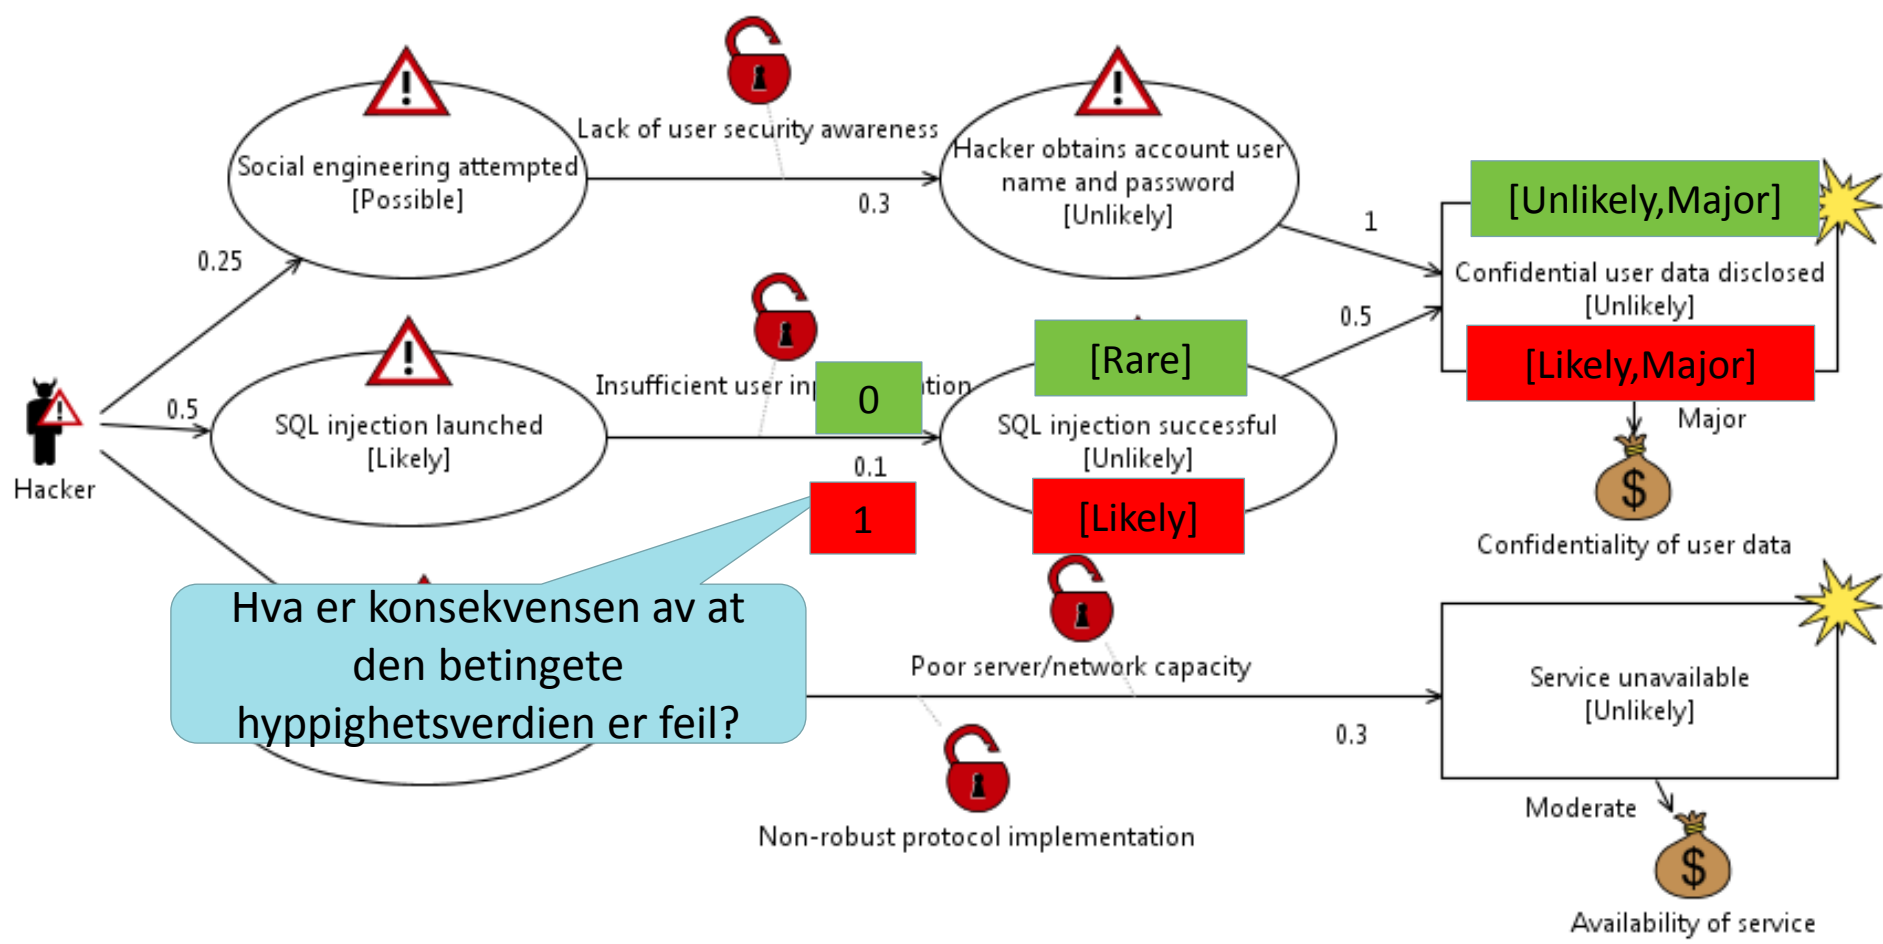 Lack of user security awareness
Social engineering attempted
[Possible]
0.3
Hacker obtains account user
name and password
[Unlikely]
1
[Unlikely,Major]
Confidential user data disclosed
[Unlikely]
[Likely,Major]
Major
Confidentiality of user data
0.25
0.5
Hacker
SQL injection launched
[Likely]
Insufficient user
0
0.1
1
[Rare]
SQL injection successful
[Unlikely]
[Likely]
0.5
Hva er konsekvensen av at
den betingete
hyppighetsverdien er feil?
Poor server/network capacity
0.3
Non-robust protocol implementation
Service unavailable
[Unlikely]
Moderate
Availability of service